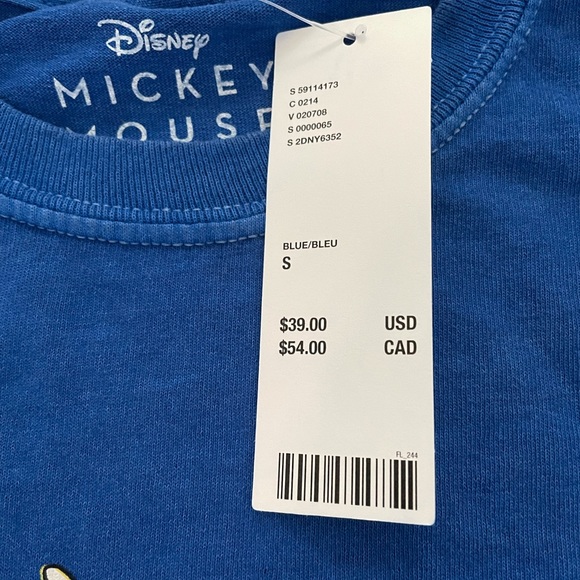 Disney
MICKEY
MOUSE
S 59114173
C 0214
V 020708
S 0000065
S 2DNY6352
BLUE/BLEU
S
$39.00 USD
$54.00 CAD
FL_244